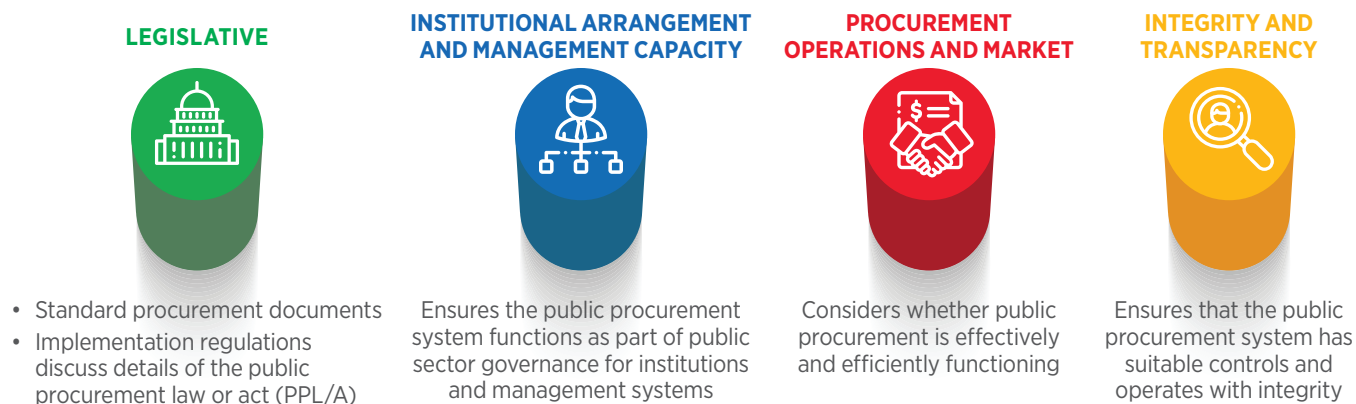 LEGISLATIVE
• Standard procurement documents
• Implementation regulations
discuss details of the public
procurement law or act (PPL/A)
INSTITUTIONAL ARRANGEMENT
AND MANAGEMENT CAPACITY
Ensures the public procurement
system functions as part of public
sector governance for institutions
and management systems
PROCUREMENT
OPERATIONS AND MARKET
$
Considers whether public
procurement is effectively
and efficiently functioning
INTEGRITY AND
TRANSPARENCY
Ensures that the public
procurement system has
suitable controls and
operates with integrity